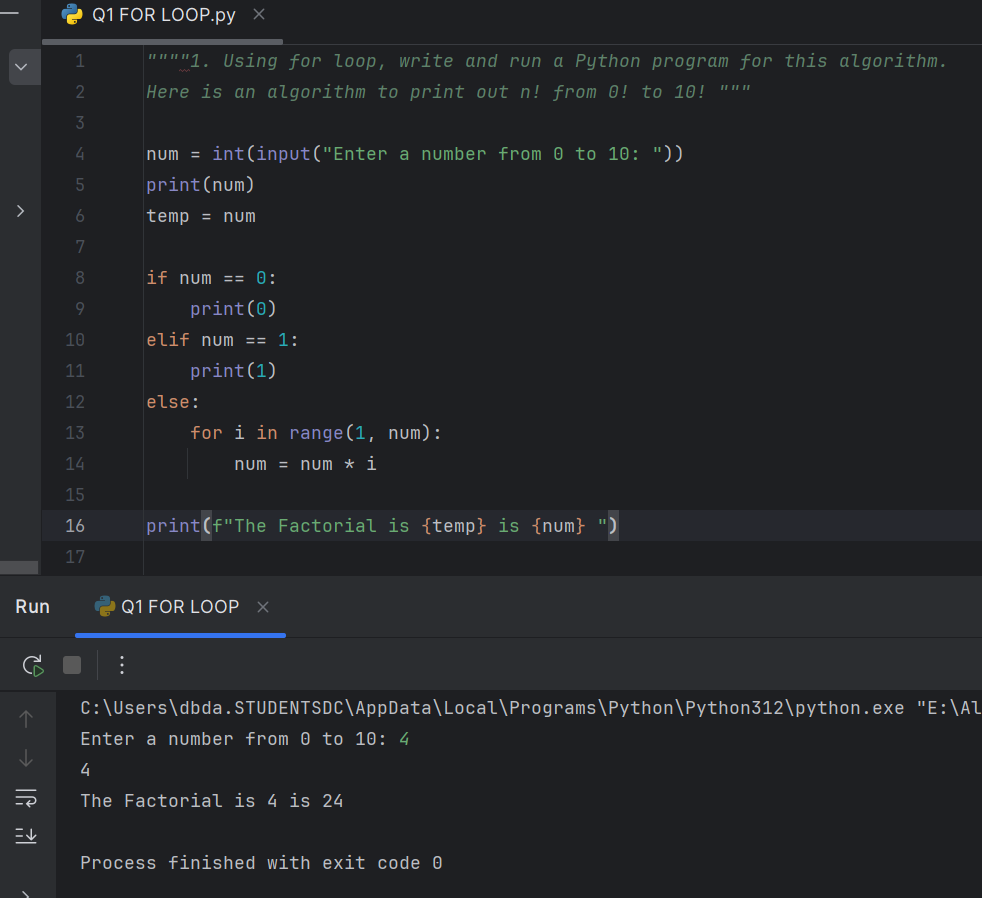 Q1 FOR LOOP.py
1 """"1. Using for loop, write and run a Python program for this algorithm.
2 Here is an algorithm to print out n! from 0! to 10! """
3
4 num = int(input("Enter a number from 0 to 10: "))
5 print(num)
6 temp = num
7
8 if num == 0:
9     print(0)
10 elif num == 1:
11     print(1)
12 else:
13     for i in range(1, num):
14         num = num * i
15
16 print(f"The Factorial is {temp} is {num} ")
17
Run Q1 FOR LOOP
C:\Users\dbda.STUDENTSDC\AppData\Local\Programs\Python\Python312\python.exe "E:\Al
Enter a number from 0 to 10: 4
4
The Factorial is 4 is 24
Process finished with exit code 0